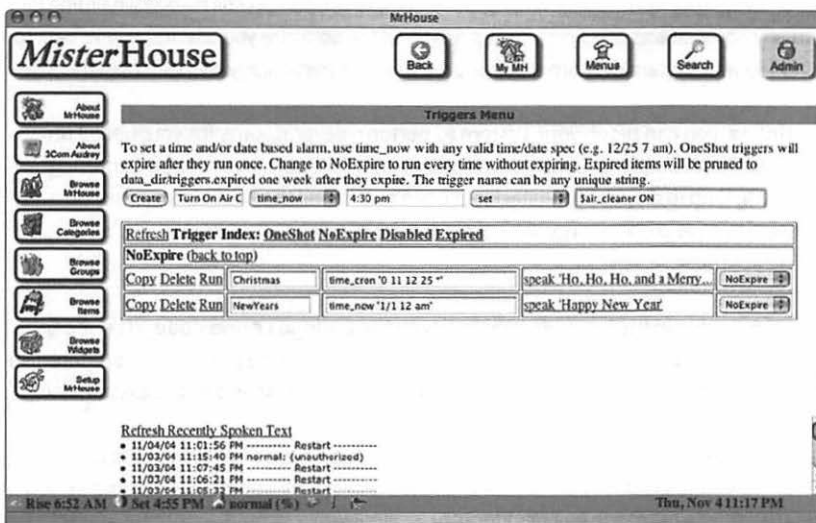 MrHouse
MisterHouse
Back
My MH
Menus
Search
Admin
About
MrHouse
About
3Com Audrey
Browse
MrHouse
Browse
Categories
Browse
Groups
Browse
Items
Browse
Widgets
Setup
MrHouse
Triggers Menu
To set a time and/or date based alarm, use time_now with any valid time/date spec (e.g. 12/25 7 am). OneShot triggers will
expire after they run once. Change to NoExpire to run every time without expiring. Expired items will be pruned to
data_dir/triggers.expired one week after they expire. The trigger name can be any unique string.
Create Turn On Air C time_now 4:30 pm set $air_cleaner ON
Refresh Trigger Index: OneShot NoExpire Disabled Expired
NoExpire (back to top)
Copy Delete Run Christmas time_cron '0 11 12 25 *' speak 'Ho, Ho, Ho, and a Merry... NoExpire
Copy Delete Run NewYears time_now '1/1 12 am' speak 'Happy New Year' NoExpire
Refresh Recently Spoken Text
• 11/04/04 11:01:56 PM ---------- Restart ----------
• 11/03/04 11:15:40 PM normal: (unauthorized)
• 11/03/04 11:07:45 PM ---------- Restart ----------
• 11/03/04 11:06:21 PM ---------- Restart ----------
• 11/03/04 11:05:32 PM ---------- Restart ----------
Rise 6:52 AM Set 4:55 PM normal (%) Thu, Nov 4 11:17 PM